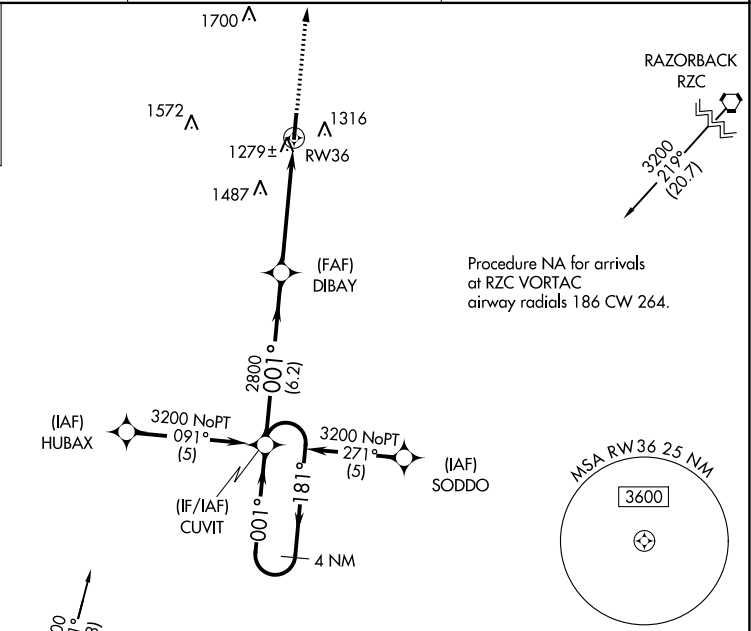 1700
RAZORBACK
RZC
1572
1316
1279±
RW36
3200
219°
(20.7)
1487
(FAF)
DIBAY
Procedure NA for arrivals
at RZC VORTAC
airway radials 186 CW 264.
2800
001°
(6.2)
(IAF)
HUBAX
3200 NoPT
091°
(5)
3200 NoPT
271°
(5)
(IAF)
SODDO
(IF/IAF)
CUVIT
001°
181°
4 NM
MSA RW36 25 NM
3600